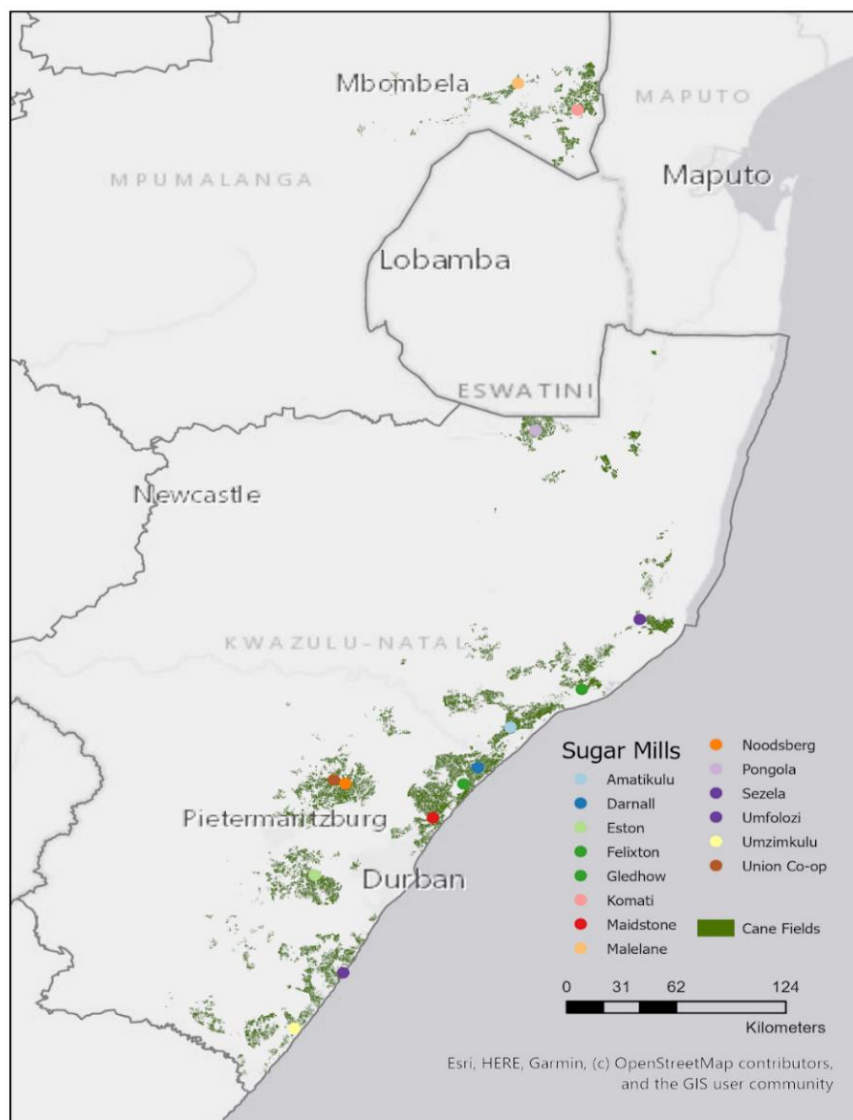 Mbombela
MAPUTO
MPUMALANGA
Maputo
Lobamba
ESWATINI
Newcastle
KWAZULU-NATAL
Pietermaritzburg
Durban
Sugar Mills
Amatikulu
Darnall
Eston
Felixton
Gledhow
Komati
Maidstone
Malelane
Noodsberg
Pongola
Sezela
Umfolozi
Umzimkulu
Union Co-op
Cane Fields
0 31 62 124
Kilometers
Esri, HERE, Garmin, (c) OpenStreetMap contributors,
and the GIS user community